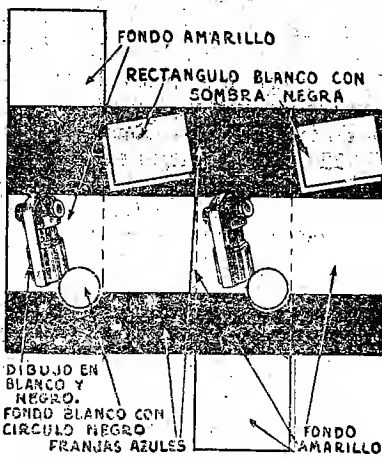 FONDO AMARILLO
RECTANGULO BLANCO CON
SOMBRA NEGRA
DIBUJO EN
BLANCO Y
NEGRO.
FONDO BLANCO CON
CIRCULO NEGRO
FRANJAS AZULES
FONDO
AMARILLO